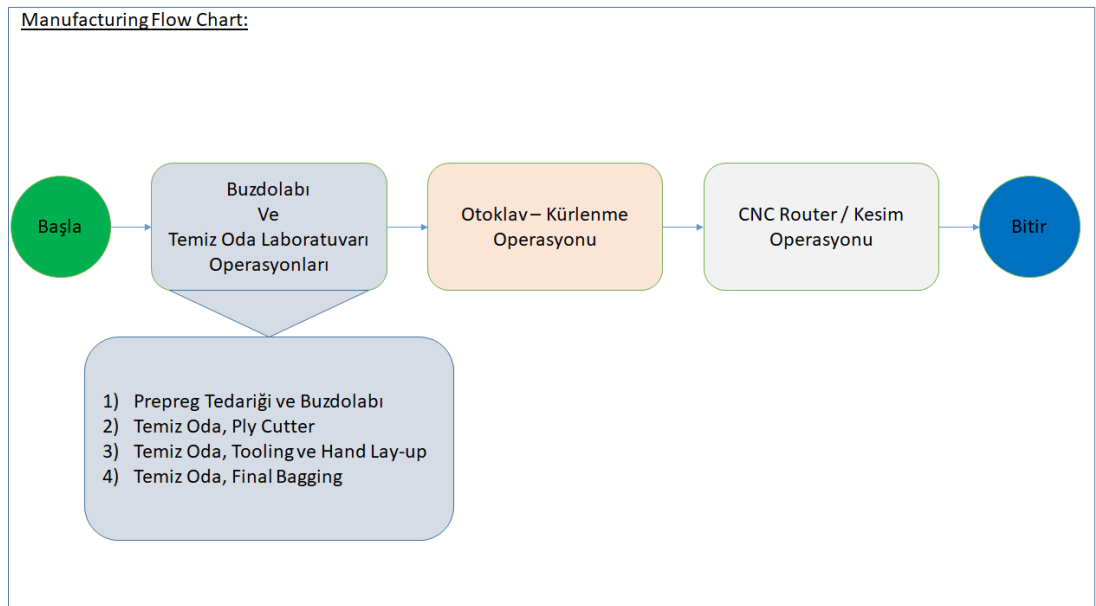 Manufacturing Flow Chart:
Başla
Buzdolabı
Ve
Temiz Oda Laboratuvarı
Operasyonları
Otoklav – Kürlenme
Operasyonu
CNC Router / Kesim
Operasyonu
Bitir
1) Prepreg Tedariği ve Buzdolabı
2) Temiz Oda, Ply Cutter
3) Temiz Oda, Tooling ve Hand Lay-up
4) Temiz Oda, Final Bagging